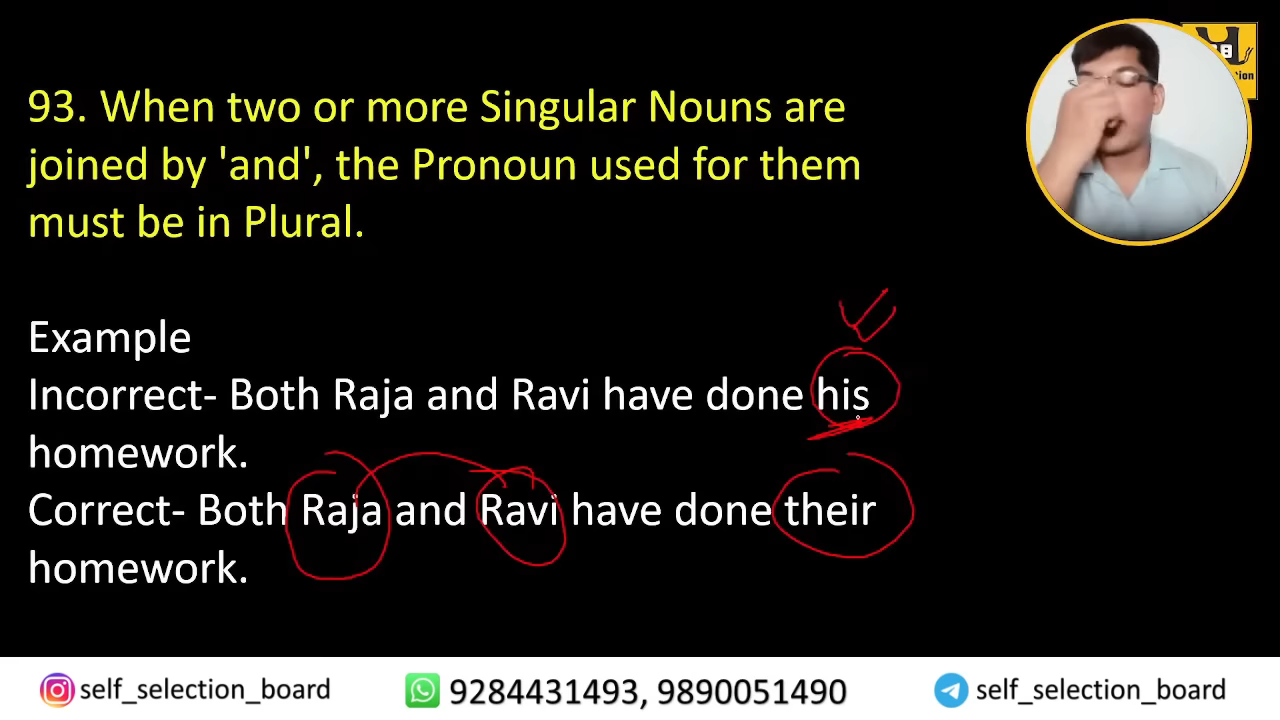 93. When two or more Singular Nouns are
joined by 'and', the Pronoun used for them
must be in Plural.
Example
Incorrect- Both Raja and Ravi have done his
homework.
Correct- Both Raja and Ravi have done their
homework.
self_selection_board
9284431493, 9890051490
self_selection_board